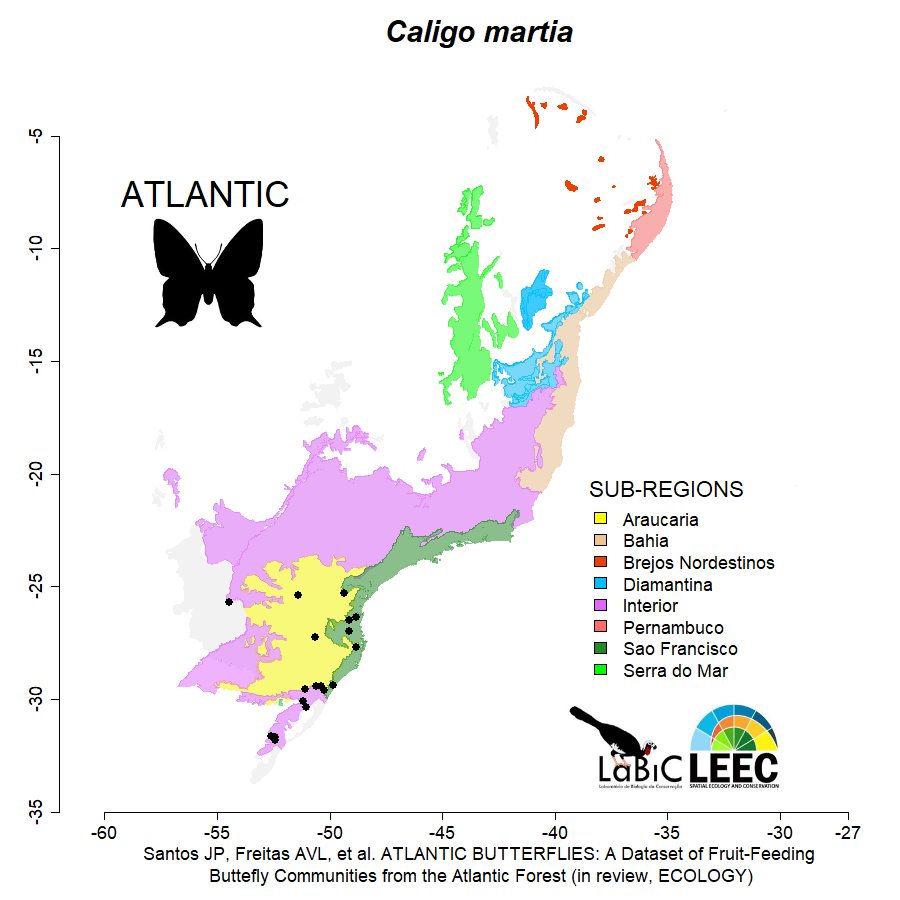 Caligo martia
ATLANTIC
-5
-10
-15
-20
-25
-30
-35
SUB-REGIONS
Araucaria
Bahia
Brejos Nordestinos
Diamantina
Interior
Pernambuco
Sao Francisco
Serra do Mar
LaBiC
Laboratório de Biologia da Conservação
LEEC
SPATIAL ECOLOGY AND CONSERVATION
-60 -55 -50 -45 -40 -35 -30 -27
Santos JP, Freitas AVL, et al. ATLANTIC BUTTERFLIES: A Dataset of Fruit-Feeding
Buttefly Communities from the Atlantic Forest (in review, ECOLOGY)